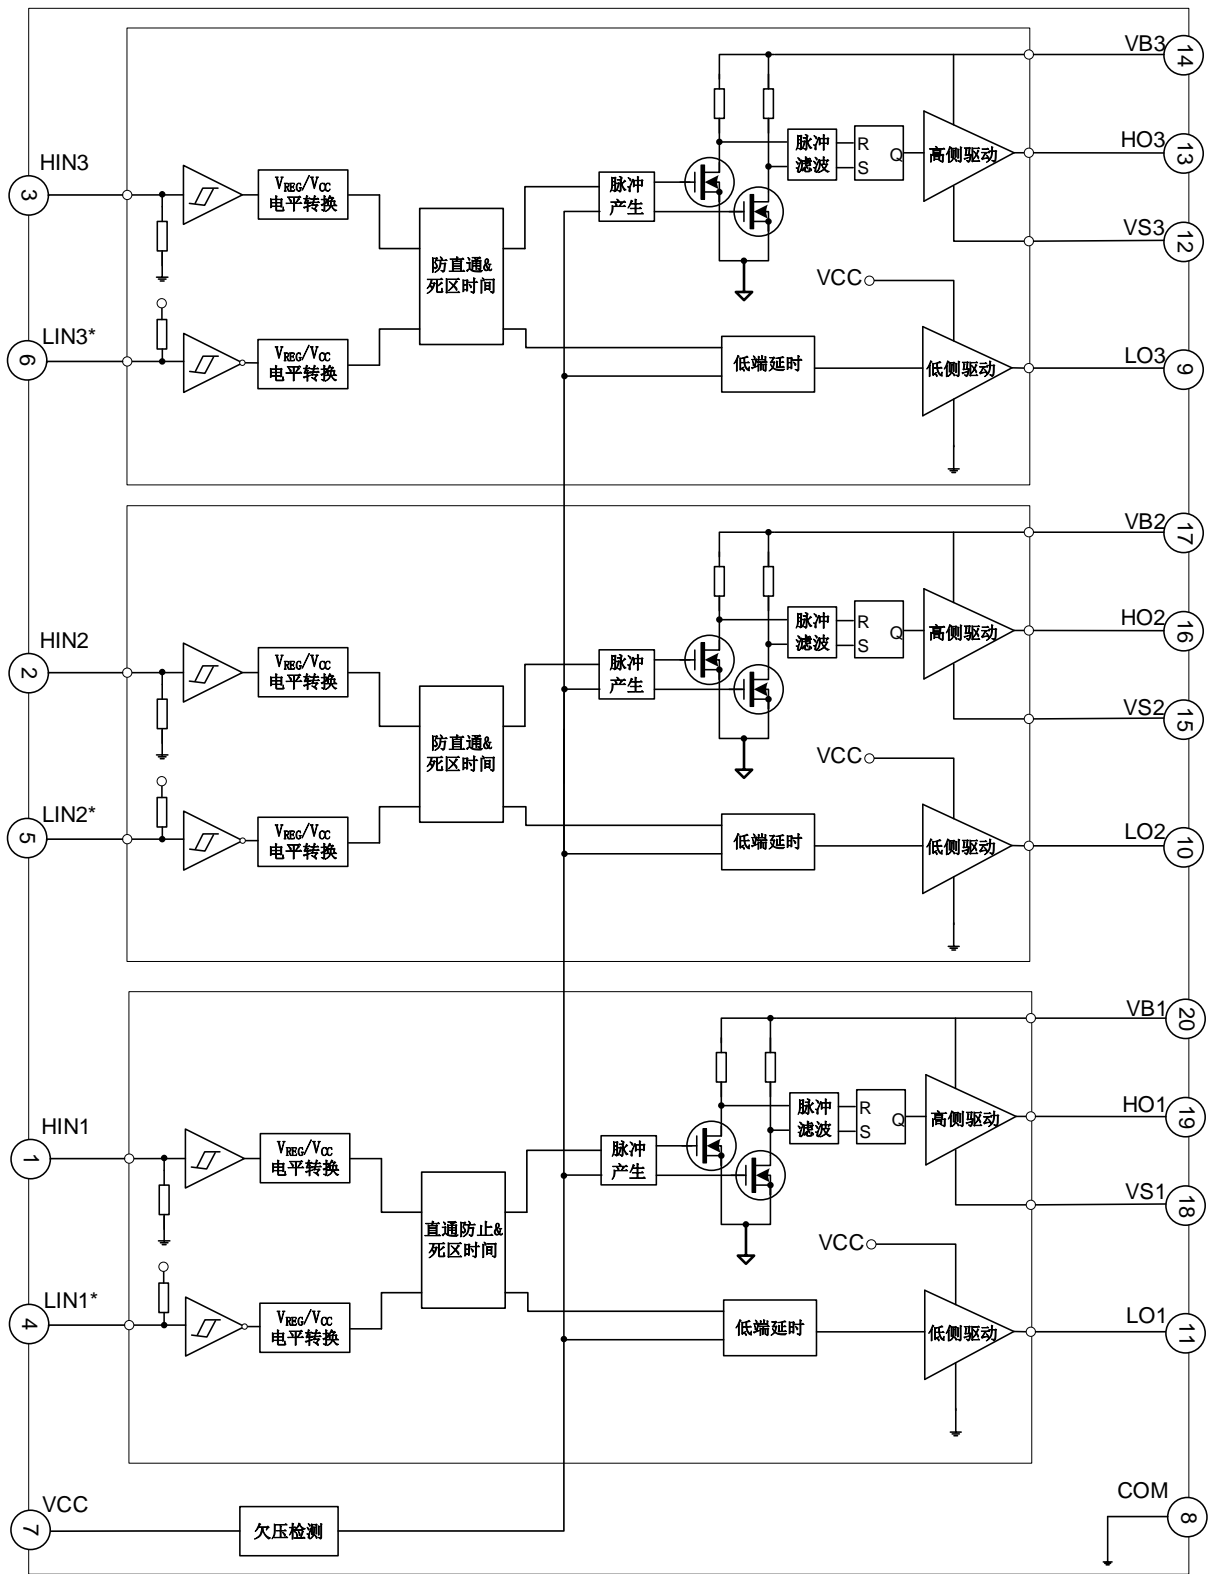 VB3
14
HIN3
3
VREG/VCC
电平转换
防直通&
死区时间
脉冲
产生
脉冲
滤波
R
S
Q
高侧驱动
HO3
13
VS3
12
LIN3*
6
VREG/VCC
电平转换
VCC
低端延时
低侧驱动
LO3
9
VB2
17
HIN2
2
VREG/VCC
电平转换
防直通&
死区时间
脉冲
产生
脉冲
滤波
R
S
Q
高侧驱动
HO2
16
VS2
15
LIN2*
5
VREG/VCC
电平转换
VCC
低端延时
低侧驱动
LO2
10
VB1
20
HIN1
1
VREG/VCC
电平转换
直通防止&
死区时间
脉冲
产生
脉冲
滤波
R
S
Q
高侧驱动
HO1
19
VS1
18
LIN1*
4
VREG/VCC
电平转换
VCC
低端延时
低侧驱动
LO1
11
VCC
7
欠压检测
COM
8